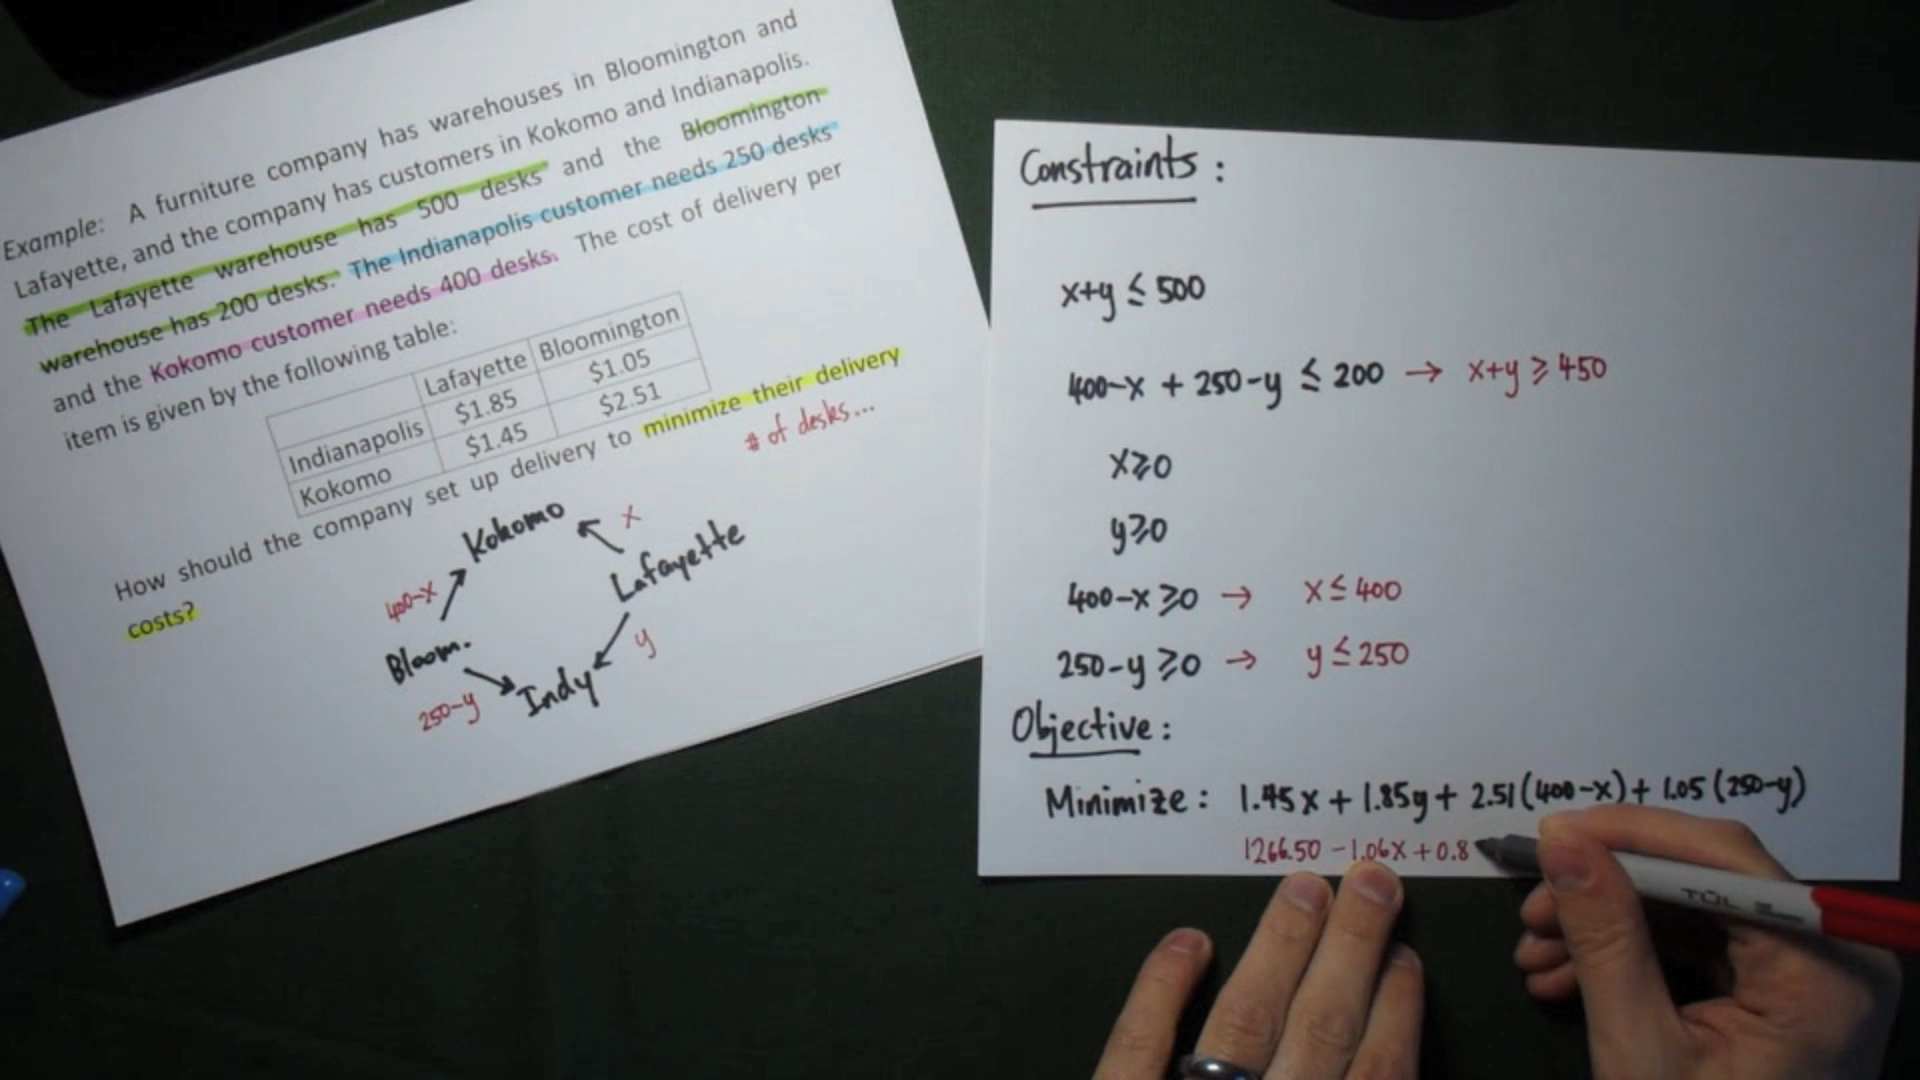 Example: A furniture company has warehouses in Bloomington and
Lafayette, and the company has customers in Kokomo and Indianapolis.
The Lafayette warehouse has 500 desks and the Bloomington
warehouse has 200 desks. The Indianapolis customer needs 250 desks
and the Kokomo customer needs 400 desks. The cost of delivery per
item is given by the following table:
Lafayette Bloomington
Indianapolis $1.85 $1.05
Kokomo $1.45 $2.51
How should the company set up delivery to minimize their delivery
costs?
# of desks...
Kokomo
x
Lafayette
400-x
Bloom.
y
250-y
Indy
Constraints:
x+y ≤ 500
400-x + 250-y ≤ 200 → x+y ≥ 450
x≥0
y≥0
400-x ≥0 → x ≤ 400
250-y ≥0 → y ≤ 250
Objective:
Minimize: 1.45x + 1.85y + 2.51(400-x) + 1.05(250-y)
1266.50 - 1.06x + 0.8
TUL